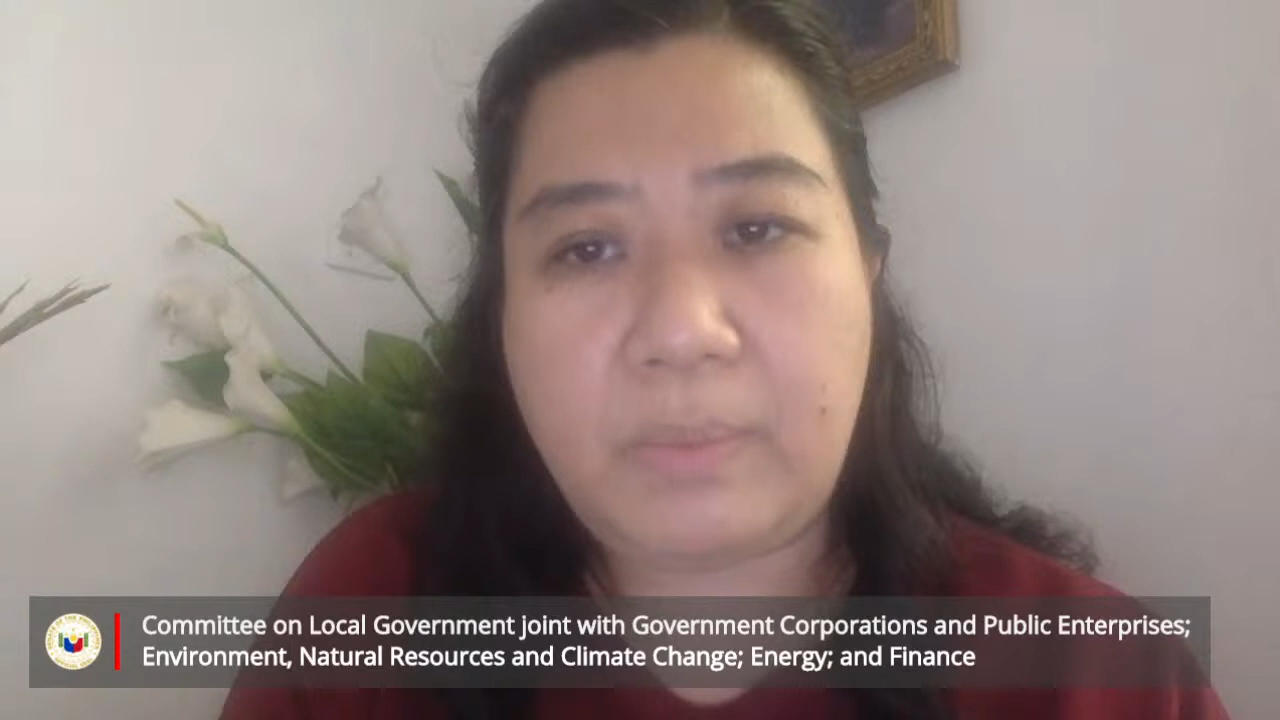 Committee on Local Government joint with Government Corporations and Public Enterprises;
Environment, Natural Resources and Climate Change; Energy; and Finance